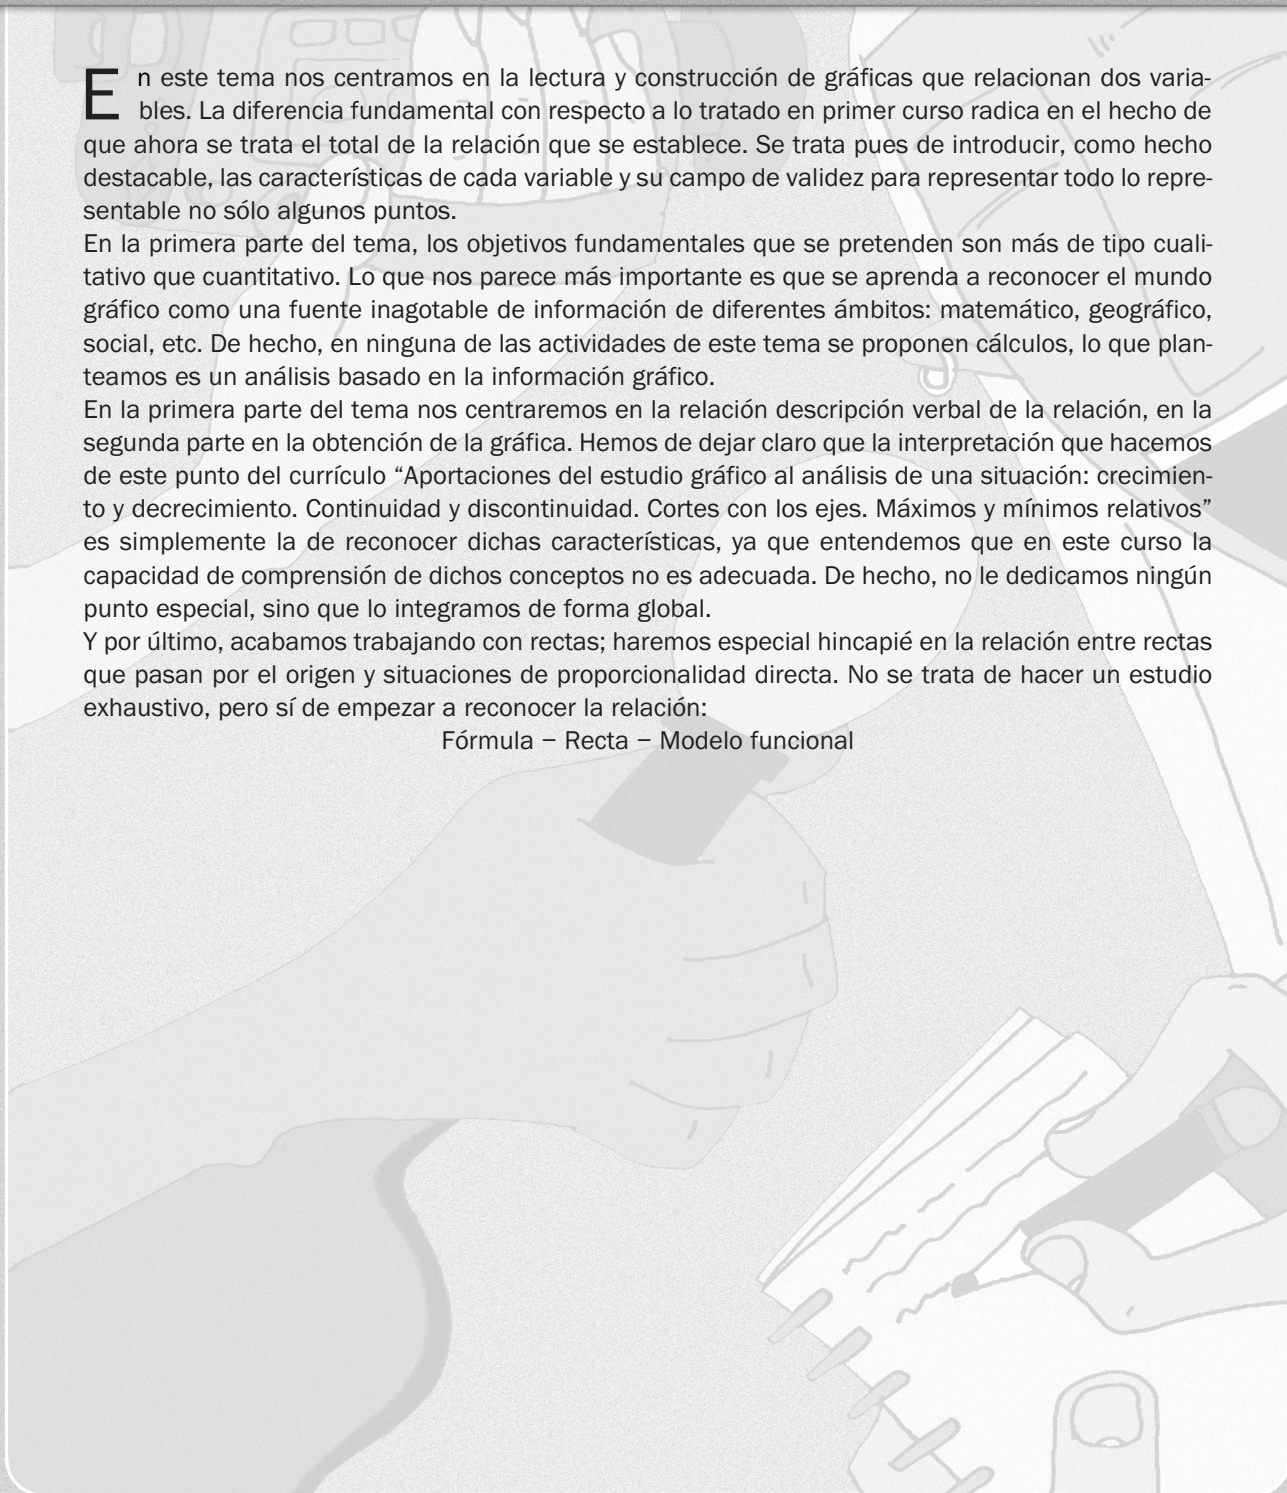 En este tema nos centramos en la lectura y construcción de gráficas que relacionan dos varia-
bles. La diferencia fundamental con respecto a lo tratado en primer curso radica en el hecho de
que ahora se trata el total de la relación que se establece. Se trata pues de introducir, como hecho
destacable, las características de cada variable y su campo de validez para representar todo lo repre-
sentable no sólo algunos puntos.
En la primera parte del tema, los objetivos fundamentales que se pretenden son más de tipo cuali-
tativo que cuantitativo. Lo que nos parece más importante es que se aprenda a reconocer el mundo
gráfico como una fuente inagotable de información de diferentes ámbitos: matemático, geográfico,
social, etc. De hecho, en ninguna de las actividades de este tema se proponen cálculos, lo que plan-
teamos es un análisis basado en la información gráfico.
En la primera parte del tema nos centraremos en la relación descripción verbal de la relación, en la
segunda parte en la obtención de la gráfica. Hemos de dejar claro que la interpretación que hacemos
de este punto del currículo “Aportaciones del estudio gráfico al análisis de una situación: crecimien-
to y decrecimiento. Continuidad y discontinuidad. Cortes con los ejes. Máximos y mínimos relativos”
es simplemente la de reconocer dichas características, ya que entendemos que en este curso la
capacidad de comprensión de dichos conceptos no es adecuada. De hecho, no le dedicamos ningún
punto especial, sino que lo integramos de forma global.
Y por último, acabamos trabajando con rectas; haremos especial hincapié en la relación entre rectas
que pasan por el origen y situaciones de proporcionalidad directa. No se trata de hacer un estudio
exhaustivo, pero sí de empezar a reconocer la relación:
Fórmula – Recta – Modelo funcional